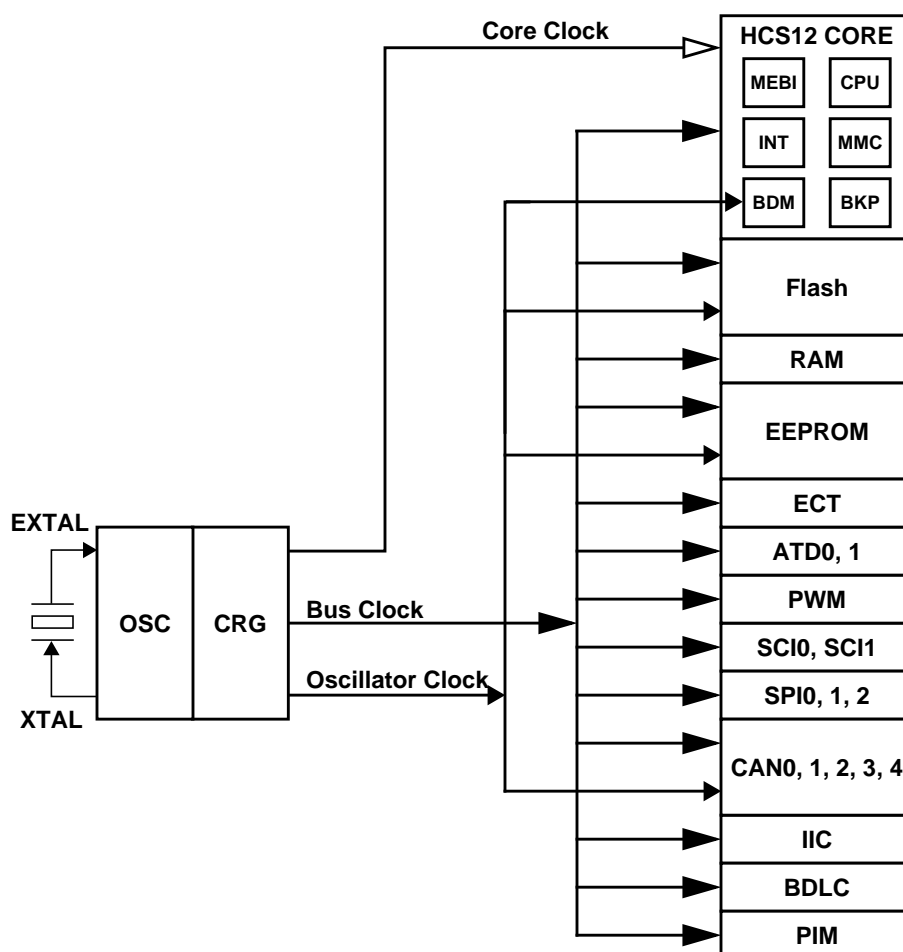 Core Clock
HCS12 CORE
MEBI
CPU
INT
MMC
BDM
BKP
Flash
RAM
EEPROM
ECT
EXTAL
ATD0, 1
PWM
OSC
CRG
Bus Clock
SCI0, SCI1
Oscillator Clock
SPI0, 1, 2
XTAL
CAN0, 1, 2, 3, 4
IIC
BDLC
PIM